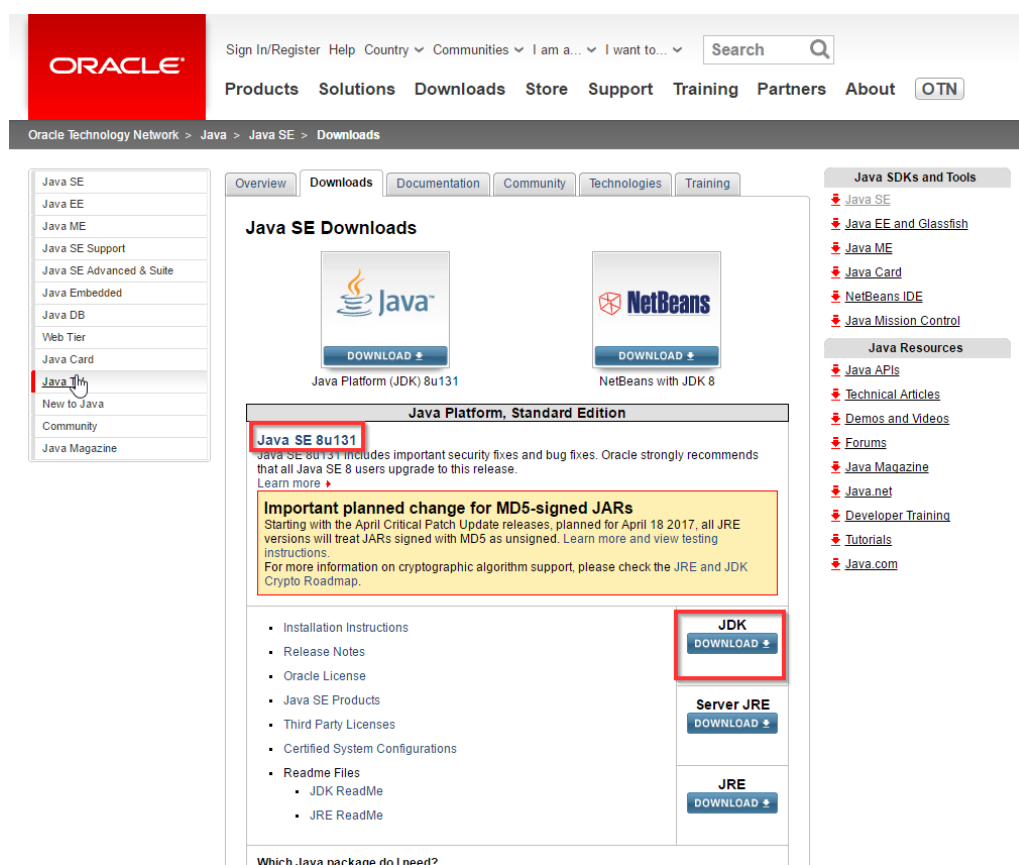 ORACLE
Sign In/Register Help Country Communities I am a... I want to... Search
Products Solutions Downloads Store Support Training Partners About OTN
Oracle Technology Network > Java > Java SE > Downloads
Java SE
Java EE
Java ME
Java SE Support
Java SE Advanced & Suite
Java Embedded
Java DB
Web Tier
Java Card
Java
New to Java
Community
Java Magazine
Overview Downloads Documentation Community Technologies Training
Java SE Downloads
Java
DOWNLOAD
Java Platform (JDK) 8u131
NetBeans
DOWNLOAD
NetBeans with JDK 8
Java Platform, Standard Edition
Java SE 8u131
Java SE 8u131 includes important security fixes and bug fixes. Oracle strongly recommends
that all Java SE 8 users upgrade to this release.
Learn more
Important planned change for MD5-signed JARs
Starting with the April Critical Patch Update releases, planned for April 18 2017, all JRE
versions will treat JARs signed with MD5 as unsigned. Learn more and view testing
instructions.
For more information on cryptographic algorithm support, please check the JRE and JDK
Crypto Roadmap.
Installation Instructions
Release Notes
Oracle License
Java SE Products
Third Party Licenses
Certified System Configurations
Readme Files
JDK ReadMe
JRE ReadMe
JDK
DOWNLOAD
Server JRE
DOWNLOAD
JRE
DOWNLOAD
Which Java package do I need?
Java SDKs and Tools
Java SE
Java EE and Glassfish
Java ME
Java Card
NetBeans IDE
Java Mission Control
Java Resources
Java APIs
Technical Articles
Demos and Videos
Forums
Java Magazine
Java.net
Developer Training
Tutorials
Java.com